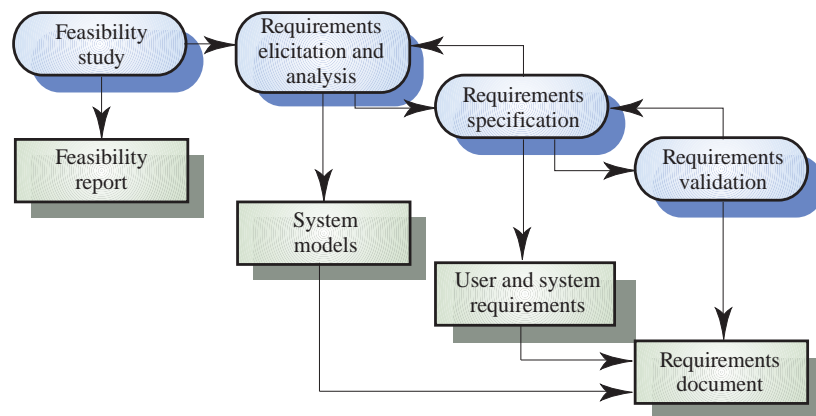 Feasibility
study
Requirements
elicitation and
analysis
Requirements
specification
Requirements
validation
Feasibility
report
System
models
User and system
requirements
Requirements
document